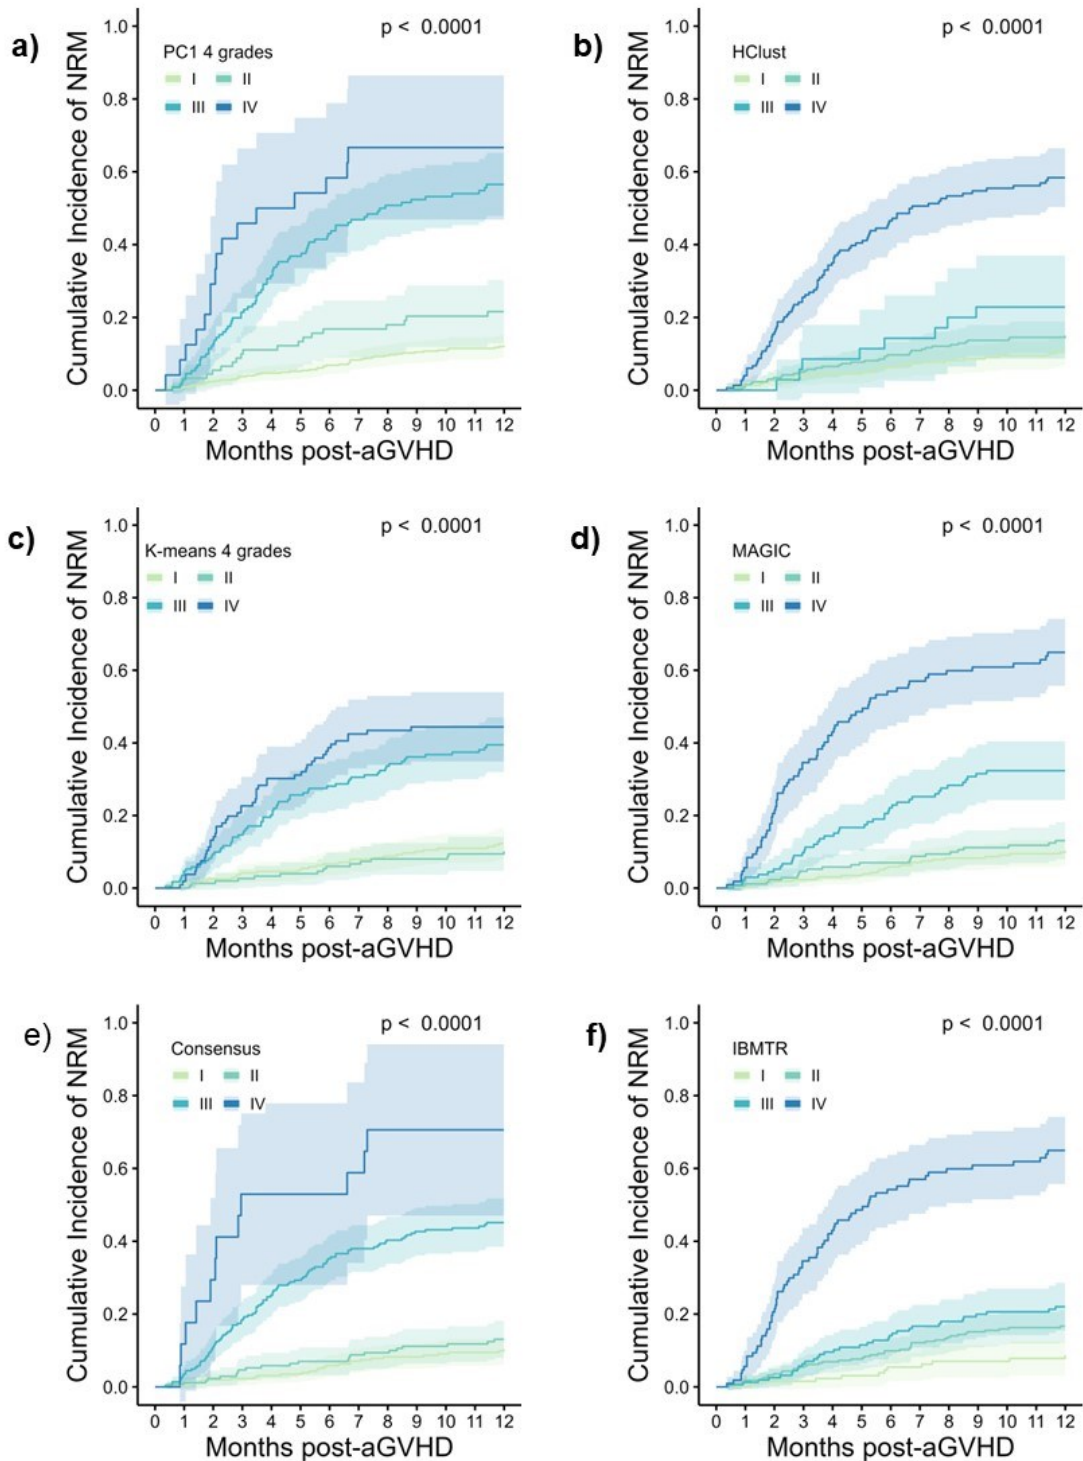 a)
Cumulative Incidence of NRM
1.0
0.8
0.6
0.4
0.2
0.0
p < 0.0001
PC1 4 grades
I II
III IV
0 1 2 3 4 5 6 7 8 9 10 11 12
Months post-aGVHD
b)
Cumulative Incidence of NRM
1.0
0.8
0.6
0.4
0.2
0.0
p < 0.0001
HClust
I II
III IV
0 1 2 3 4 5 6 7 8 9 10 11 12
Months post-aGVHD
c)
Cumulative Incidence of NRM
1.0
0.8
0.6
0.4
0.2
0.0
p < 0.0001
K-means 4 grades
I II
III IV
0 1 2 3 4 5 6 7 8 9 10 11 12
Months post-aGVHD
d)
Cumulative Incidence of NRM
1.0
0.8
0.6
0.4
0.2
0.0
p < 0.0001
MAGIC
I II
III IV
0 1 2 3 4 5 6 7 8 9 10 11 12
Months post-aGVHD
e)
Cumulative Incidence of NRM
1.0
0.8
0.6
0.4
0.2
0.0
p < 0.0001
Consensus
I II
III IV
0 1 2 3 4 5 6 7 8 9 10 11 12
Months post-aGVHD
f)
Cumulative Incidence of NRM
1.0
0.8
0.6
0.4
0.2
0.0
p < 0.0001
IBMTR
I II
III IV
0 1 2 3 4 5 6 7 8 9 10 11 12
Months post-aGVHD